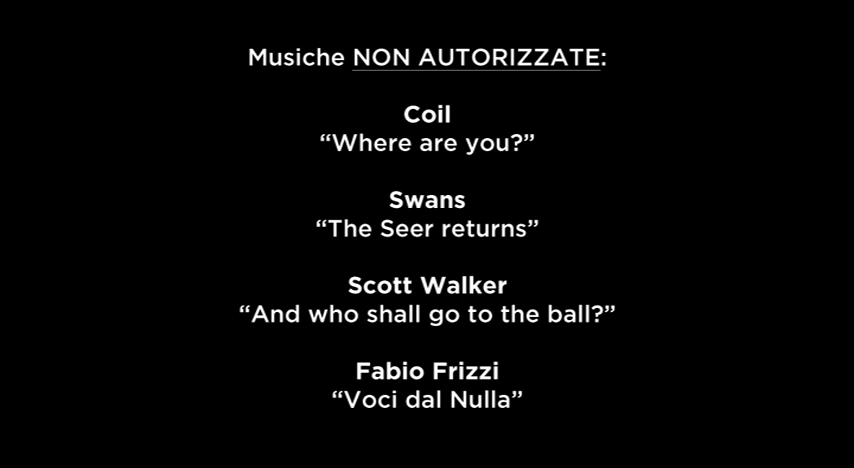 Musiche NON AUTORIZZATE:
Coil
“Where are you?”
Swans
“The Seer returns”
Scott Walker
“And who shall go to the ball?”
Fabio Frizzi
“Voci dal Nulla”